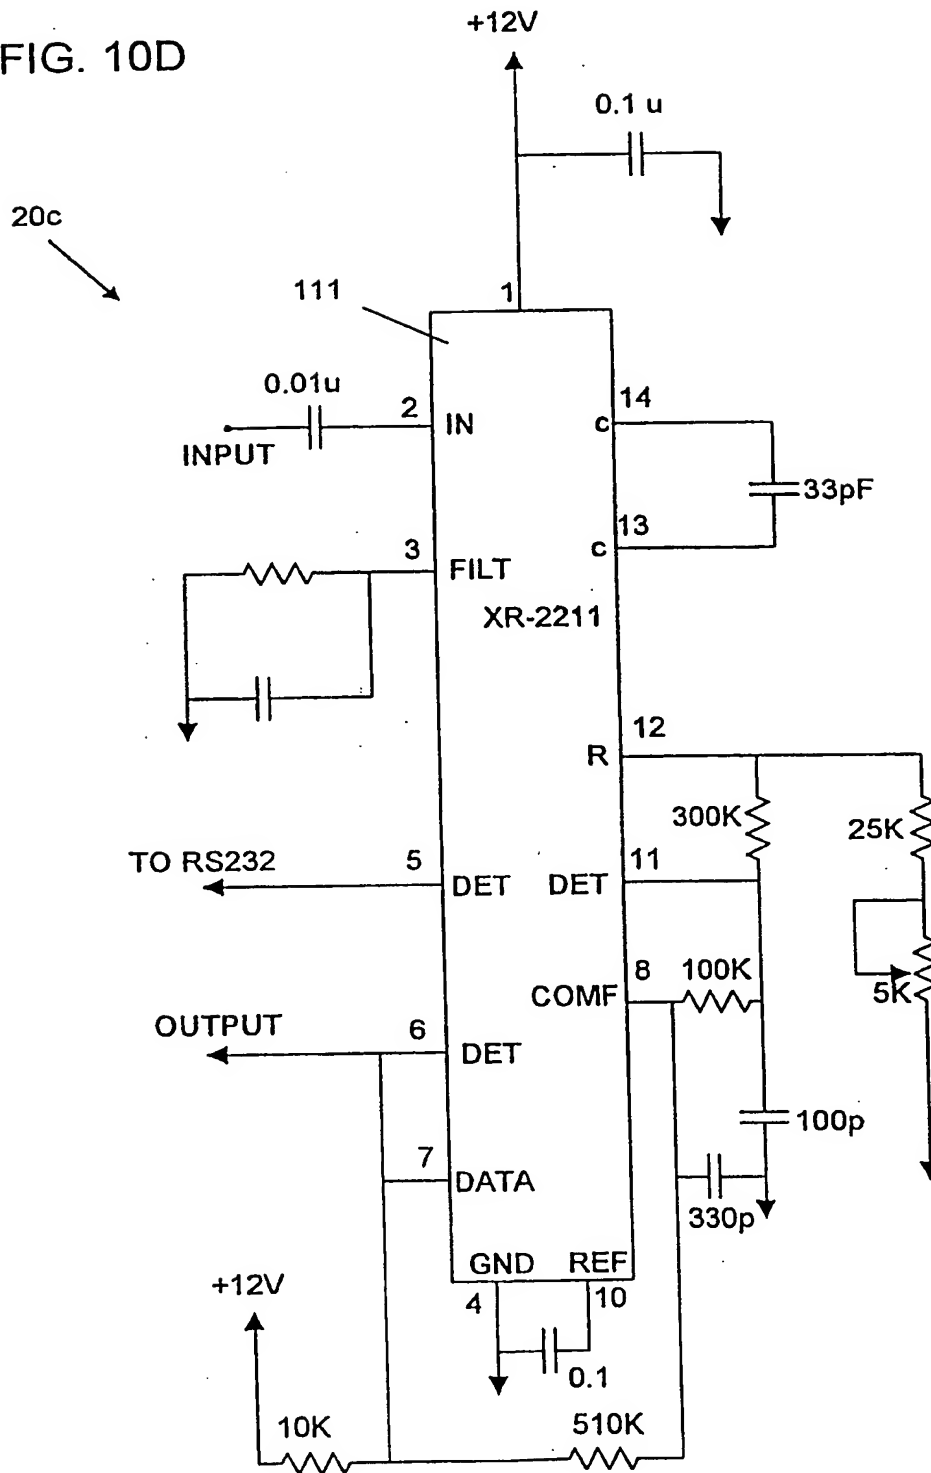 FIG. 10D
+12V
0.1 u
20c
111
1
0.01u
2
IN
INPUT
14
c
33pF
13
c
3
FILT
XR-2211
12
R
300K
25K
TO RS232
5
DET
DET
11
8
100K
COMF
5K
OUTPUT
6
DET
100p
7
DATA
330p
GND
REF
+12V
4
10
0.1
10K
510K